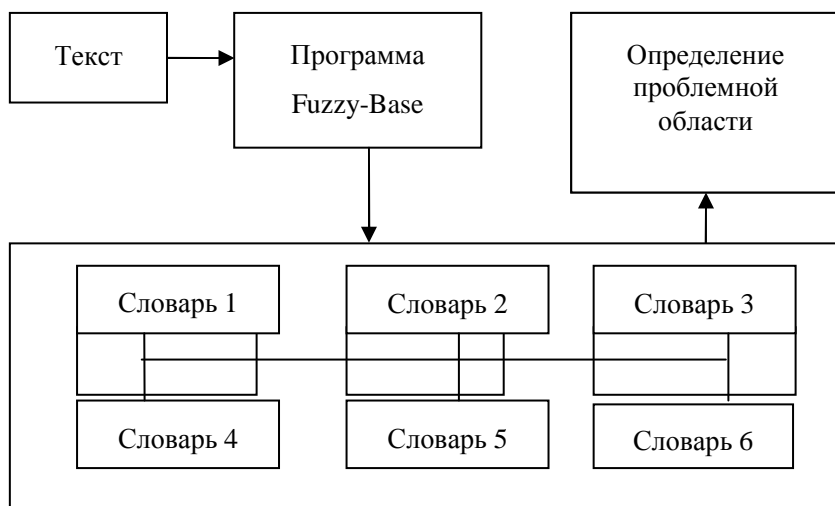 Текст
Программа
Fuzzy-Base
Определение
проблемной
области
Словарь 1
Словарь 2
Словарь 3
Словарь 4
Словарь 5
Словарь 6